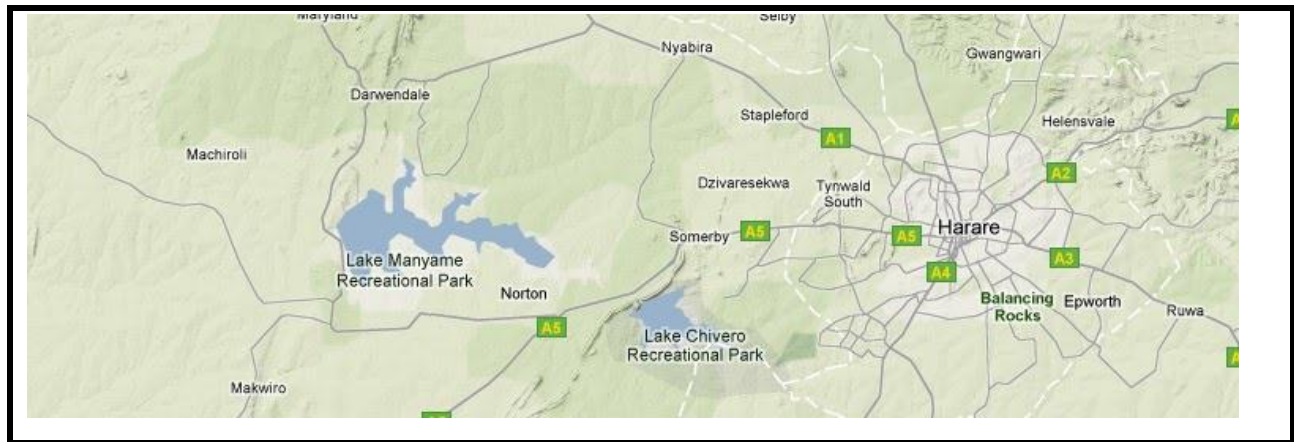 Maryland
Selby
Nyabira
Gwangwari
Darwendale
Stapleford
Helensvale
A1
Machiroli
A2
Dzivaresekwa
Tynwald
South
Somerby
A5
A5
Harare
Lake Manyame
Recreational Park
A3
A4
Norton
Balancing
Rocks
Epworth
Ruwa
A5
Lake Chivero
Recreational Park
Makwiro